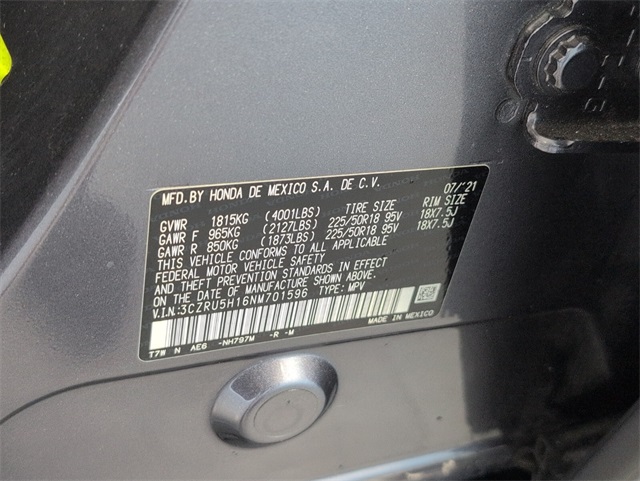 MFD.BY HONDA DE MEXICO S.A. DE C.V. 07/'21
GVWR 1815KG (4001LBS) TIRE SIZE RIM SIZE
GAWR F 965KG (2127LBS) 225/50R18 95V 18X7.5J
GAWR R 850KG (1873LBS) 225/50R18 95V 18X7.5J
THIS VEHICLE CONFORMS TO ALL APPLICABLE
FEDERAL MOTOR VEHICLE SAFETY
AND THEFT PREVENTION STANDARDS IN EFFECT
ON THE DATE OF MANUFACTURE SHOWN ABOVE.
V.I.N.:3CZRU5H16NM701596 TYPE: MPV
MADE IN MEXICO
T7W N AE6 -NH797M -R -M